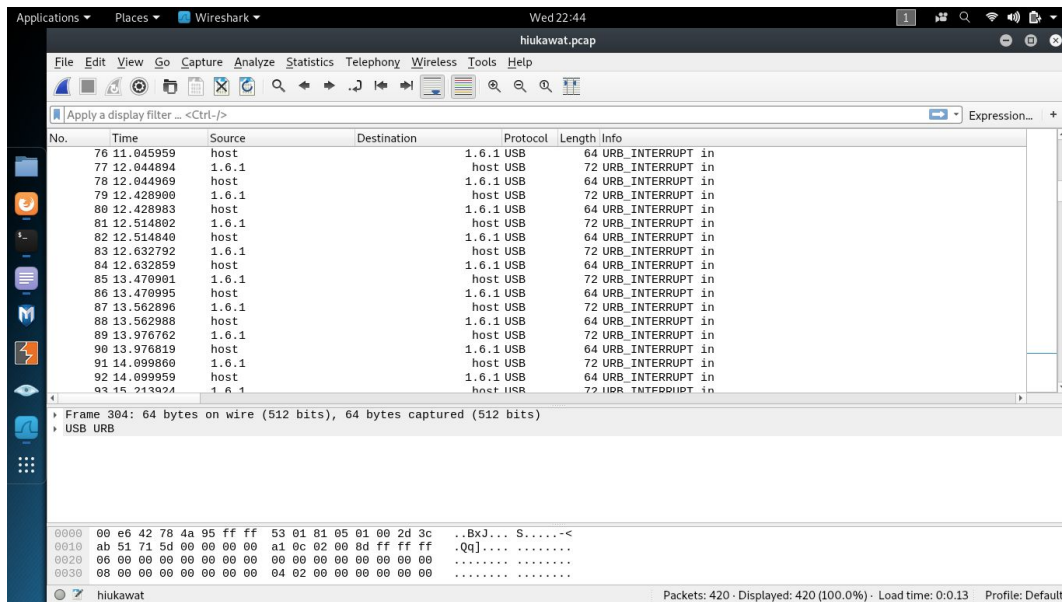 Applications Places Wireshark Wed 22:44 1
hiukawat.pcap
File Edit View Go Capture Analyze Statistics Telephony Wireless Tools Help
Apply a display filter ... <Ctrl-/> Expression... +
No. Time Source Destination Protocol Length Info
76 11.045959 host 1.6.1 USB 64 URB_INTERRUPT in
77 12.044894 1.6.1 host USB 72 URB_INTERRUPT in
78 12.044969 host 1.6.1 USB 64 URB_INTERRUPT in
79 12.428900 1.6.1 host USB 72 URB_INTERRUPT in
80 12.428983 host 1.6.1 USB 64 URB_INTERRUPT in
81 12.514802 1.6.1 host USB 72 URB_INTERRUPT in
82 12.514840 host 1.6.1 USB 64 URB_INTERRUPT in
83 12.632792 1.6.1 host USB 72 URB_INTERRUPT in
84 12.632859 host 1.6.1 USB 64 URB_INTERRUPT in
85 13.470901 1.6.1 host USB 72 URB_INTERRUPT in
86 13.470995 host 1.6.1 USB 64 URB_INTERRUPT in
87 13.562896 1.6.1 host USB 72 URB_INTERRUPT in
88 13.562988 host 1.6.1 USB 64 URB_INTERRUPT in
89 13.976762 1.6.1 host USB 72 URB_INTERRUPT in
90 13.976819 host 1.6.1 USB 64 URB_INTERRUPT in
91 14.099860 1.6.1 host USB 72 URB_INTERRUPT in
92 14.099959 host 1.6.1 USB 64 URB_INTERRUPT in
93 15.213924 1.6.1 host USB 72 URB_INTERRUPT in
Frame 304: 64 bytes on wire (512 bits), 64 bytes captured (512 bits)
USB URB
0000 00 e6 42 78 4a 95 ff ff 53 01 81 05 01 00 2d 3c ..BxJ... S.....-<
0010 ab 51 71 5d 00 00 00 00 a1 0c 02 00 8d ff ff ff .Qq].... ........
0020 06 00 00 00 00 00 00 00 00 00 00 00 00 00 00 00 ........ ........
0030 08 00 00 00 00 00 00 00 04 02 00 00 00 00 00 00 ........ ........
hiukawat Packets: 420 · Displayed: 420 (100.0%) · Load time: 0:0.13 Profile: Default